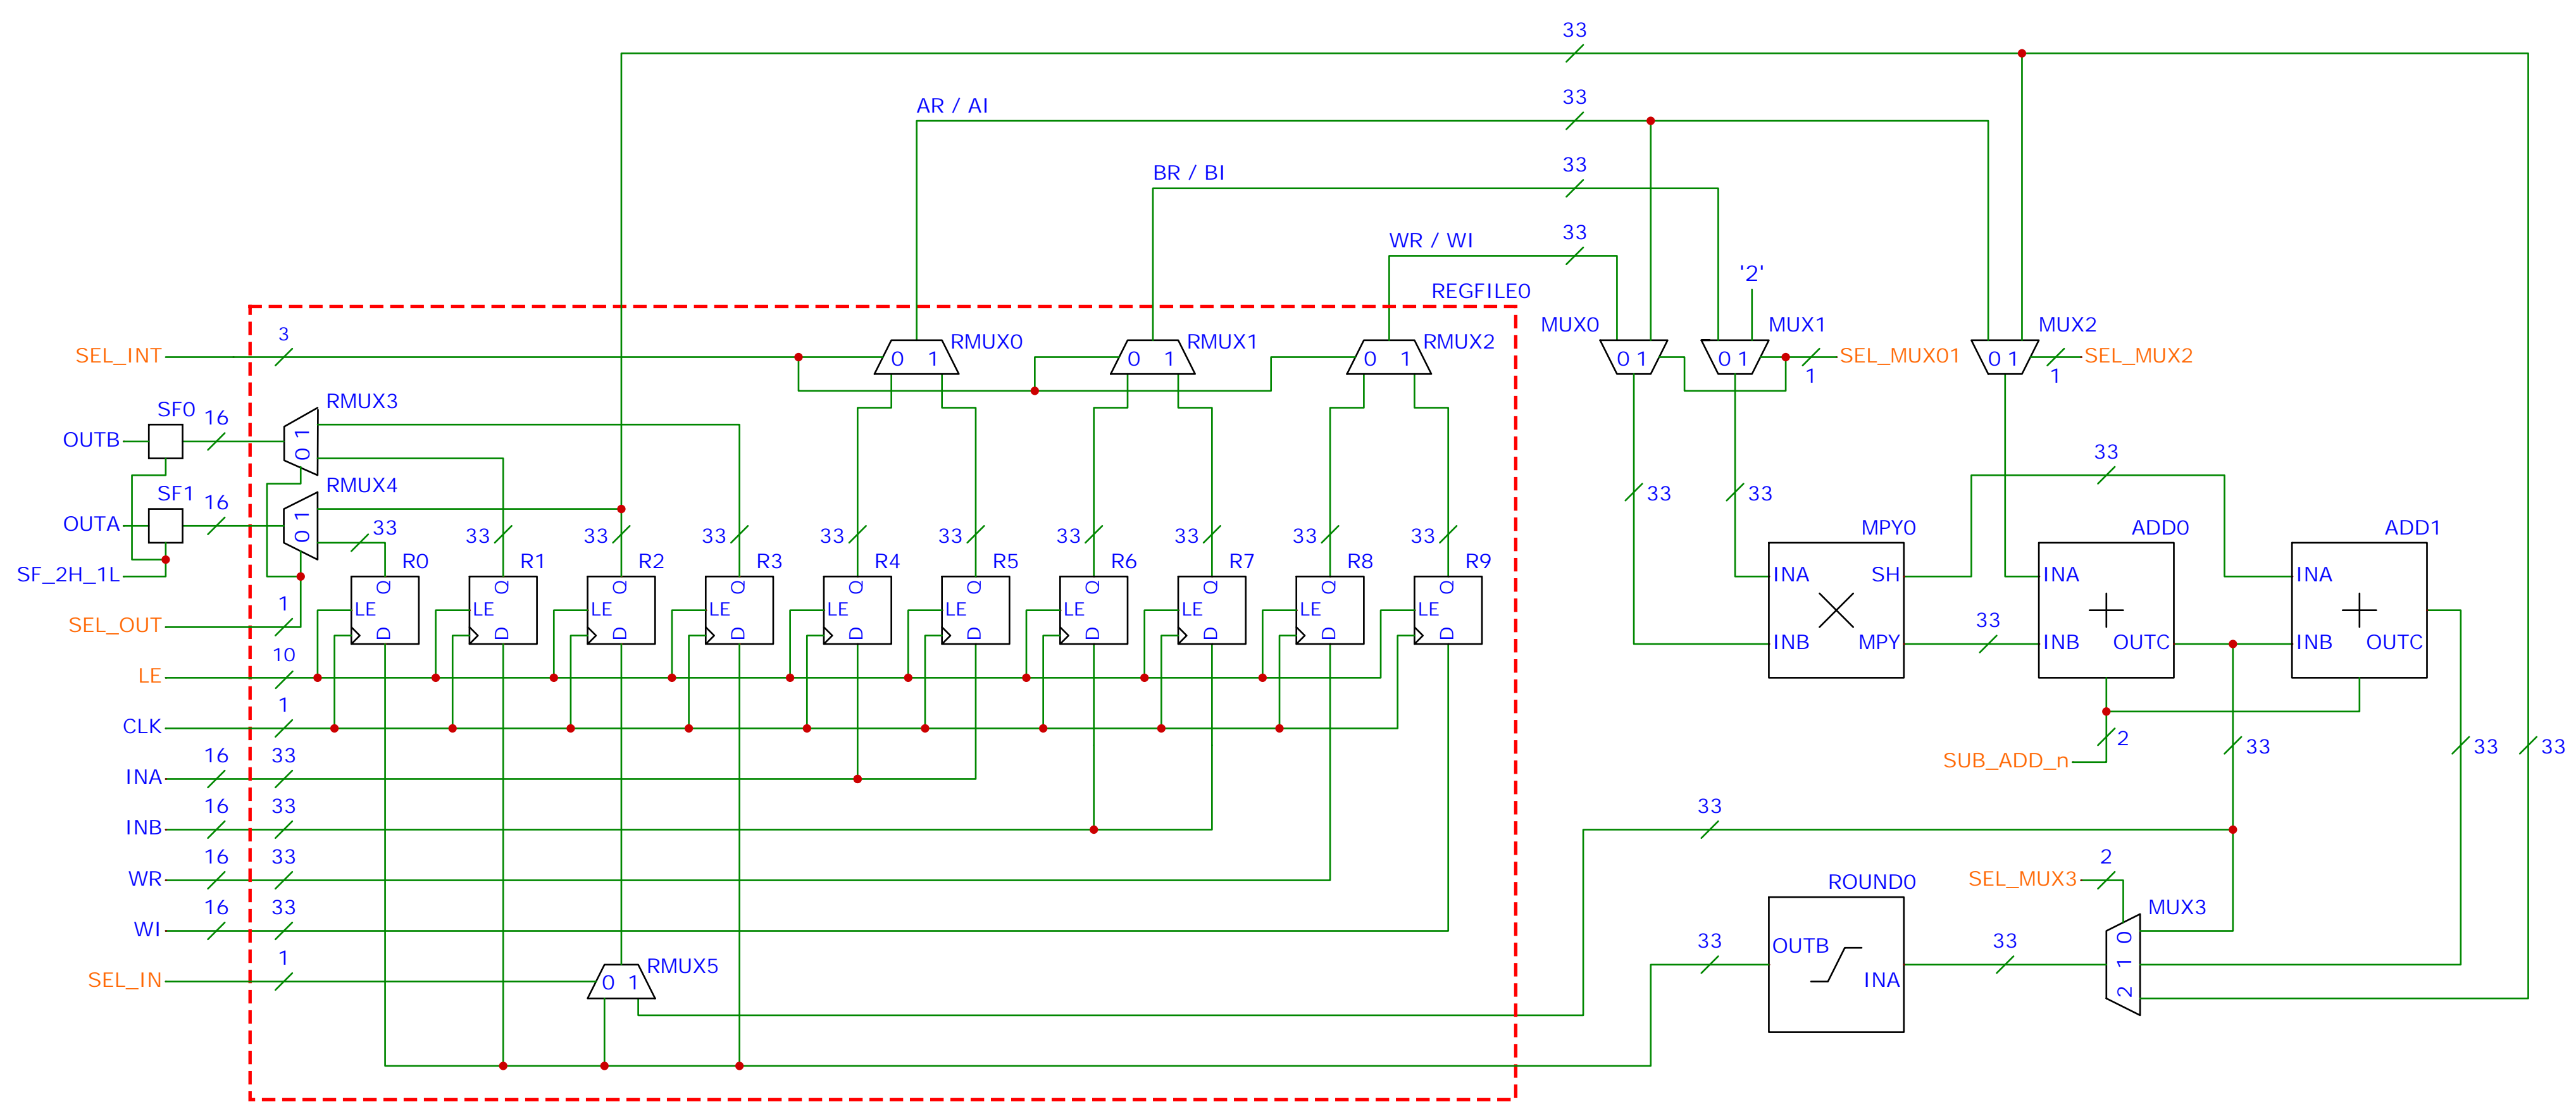 33
AR / AI
33
BR / BI
33
WR / WI
33
'2'
REGFILE0
MUX0
MUX1
MUX2
SEL_INT
3
0 1
RMUX0
0 1
RMUX1
0 1
RMUX2
0 1
0 1
SEL_MUX01
1
0 1
SEL_MUX2
1
RMUX3
SF0
16
OUTB
0 1
RMUX4
SF1
16
OUTA
0 1
33
SF_2H_1L
33
33
33
33
33
33
33
33
33
33
33
33
R0
R1
R2
R3
R4
R5
R6
R7
R8
R9
LE
Q
D
LE
Q
D
LE
Q
D
LE
Q
D
LE
Q
D
LE
Q
D
LE
Q
D
LE
Q
D
LE
Q
D
LE
Q
D
MPY0
INA
SH
INB
MPY
33
ADD0
INA
INB
OUTC
ADD1
INA
INB
OUTC
SEL_OUT
1
LE
10
CLK
1
INA
16
33
INB
16
33
WR
16
33
WI
16
33
SEL_IN
1
0 1
RMUX5
SUB_ADD_n
2
33
33
33
33
ROUND0
OUTB
INA
33
33
SEL_MUX3
2
MUX3
0
1
2